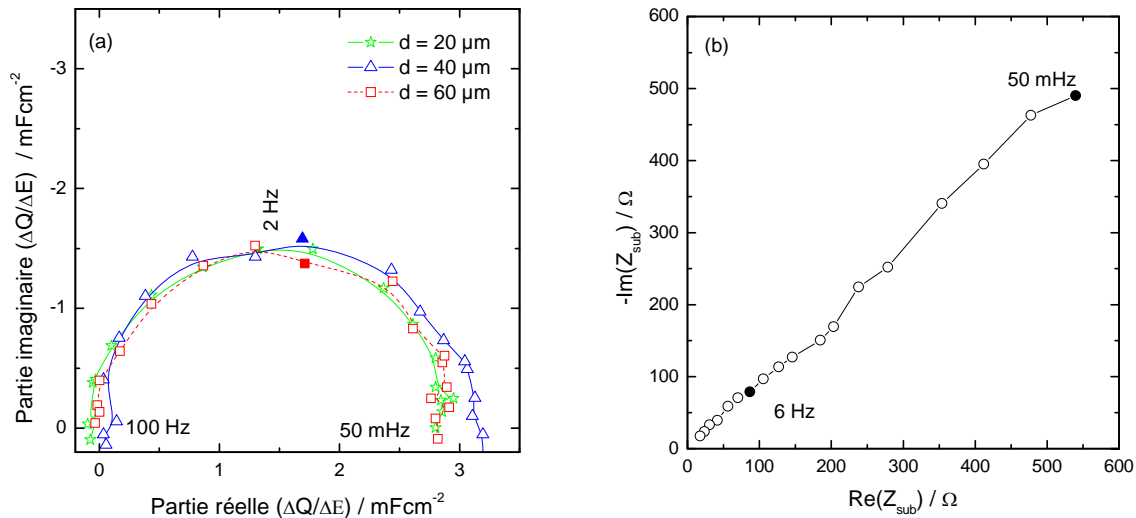 (a)
d = 20 µm
d = 40 µm
d = 60 µm
-3
-2
-1
0
2 Hz
100 Hz
50 mHz
0 1 2 3
Partie imaginaire (ΔQ/ΔE) / mFcm-2
Partie réelle (ΔQ/ΔE) / mFcm-2
(b)
600
500
400
300
200
100
0
50 mHz
6 Hz
0 100 200 300 400 500 600
-Im(Zsub) / Ω
Re(Zsub) / Ω